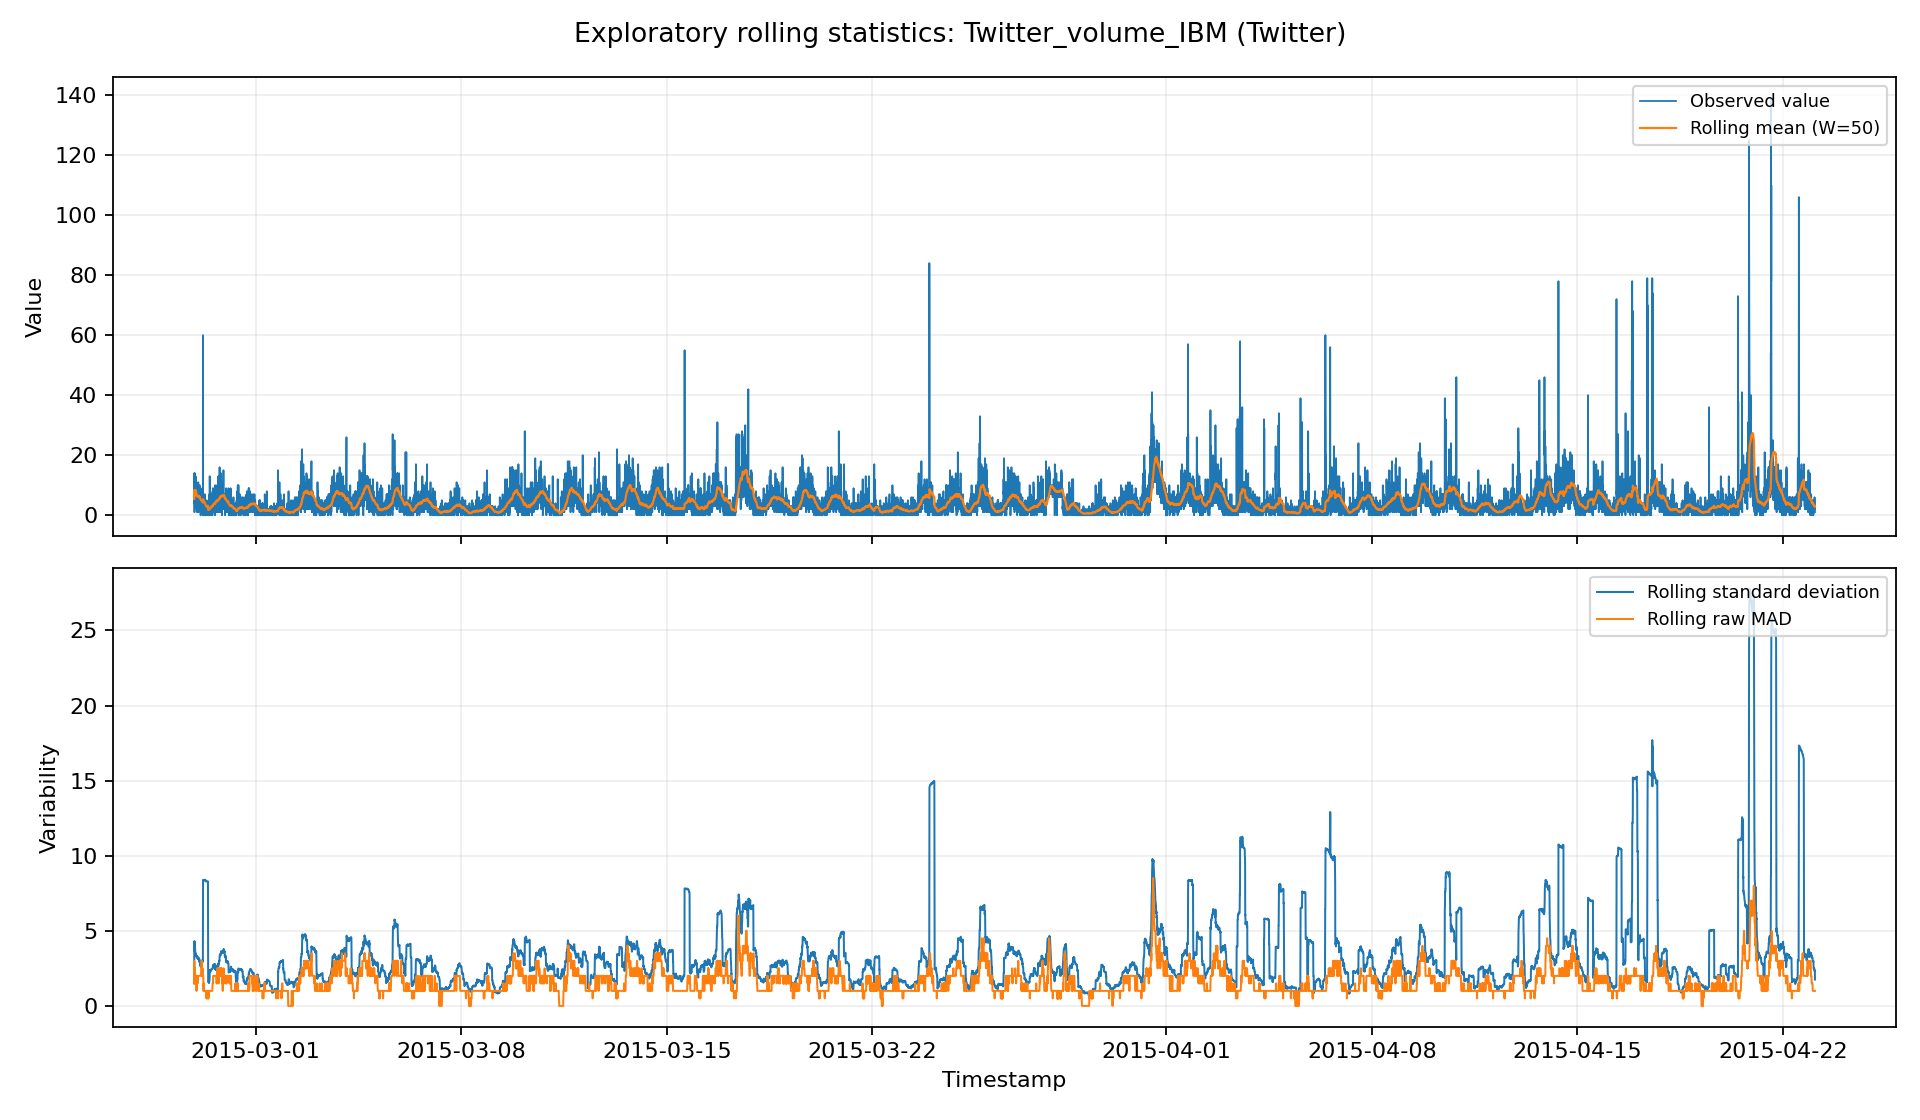 Exploratory rolling statistics: Twitter_volume_IBM (Twitter)
140
120
100
80
60
40
20
0
Value
Observed value
Rolling mean (W=50)
25
20
15
10
5
0
Variability
Rolling standard deviation
Rolling raw MAD
2015-03-01
2015-03-08
2015-03-15
2015-03-22
2015-04-01
2015-04-08
2015-04-15
2015-04-22
Timestamp